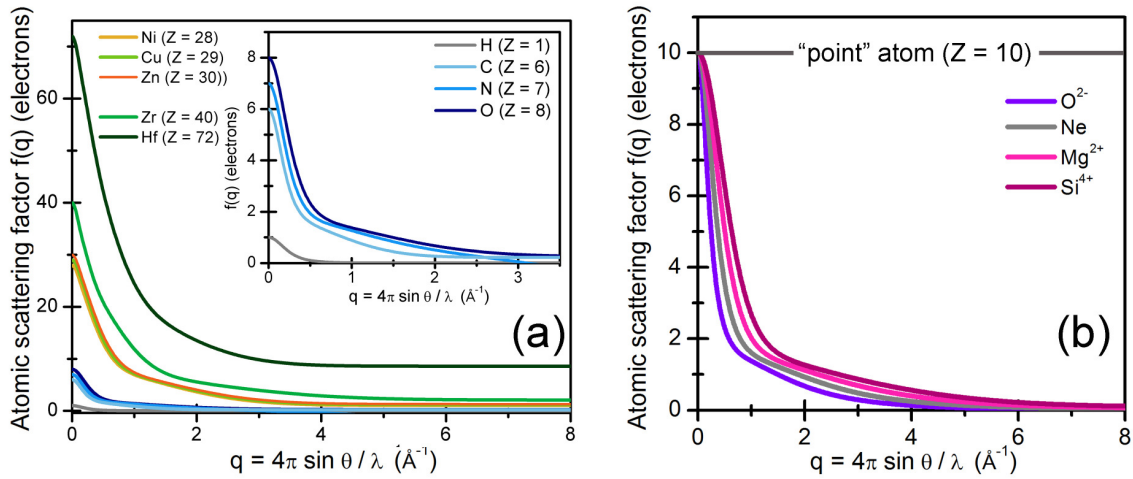 Atomic scattering factor f(q) (electrons)
60
40
20
0
Ni (Z = 28)
Cu (Z = 29)
Zn (Z = 30))
Zr (Z = 40)
Hf (Z = 72)
f(q) (electrons)
8
6
4
2
0
H (Z = 1)
C (Z = 6)
N (Z = 7)
O (Z = 8)
0 1 2 3
q = 4π sin θ / λ (Å⁻¹)
(a)
0 2 4 6 8
q = 4π sin θ / λ (Å⁻¹)
Atomic scattering factor f(q) (electrons)
10
8
6
4
2
0
“point” atom (Z = 10)
O²⁻
Ne
Mg²⁺
Si⁴⁺
(b)
0 2 4 6 8
q = 4π sin θ / λ (Å⁻¹)